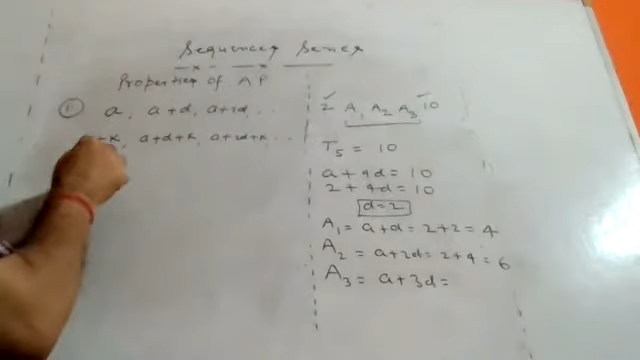 Sequences Series
Properties of AP
① a, a+d, a+2d, ..
a+k, a+d+k, a+2d+k, ..
2 A₁ A₂ A₃ 10
T₅ = 10
a + 4d = 10
2 + 4d = 10
d = 2
A₁ = a+d = 2+2 = 4
A₂ = a+2d = 2+4 = 6
A₃ = a+3d =